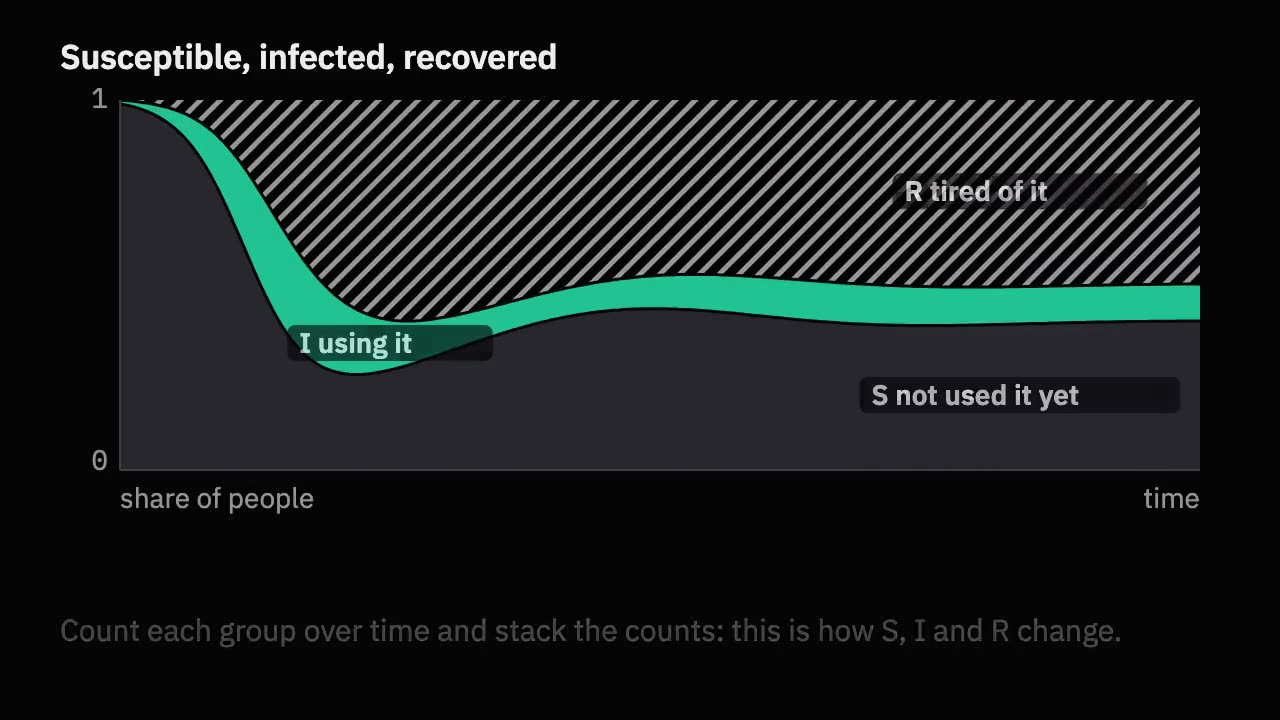 Susceptible, infected, recovered
1
R tired of it
I using it
S not used it yet
0
share of people
time
Count each group over time and stack the counts: this is how S, I and R change.